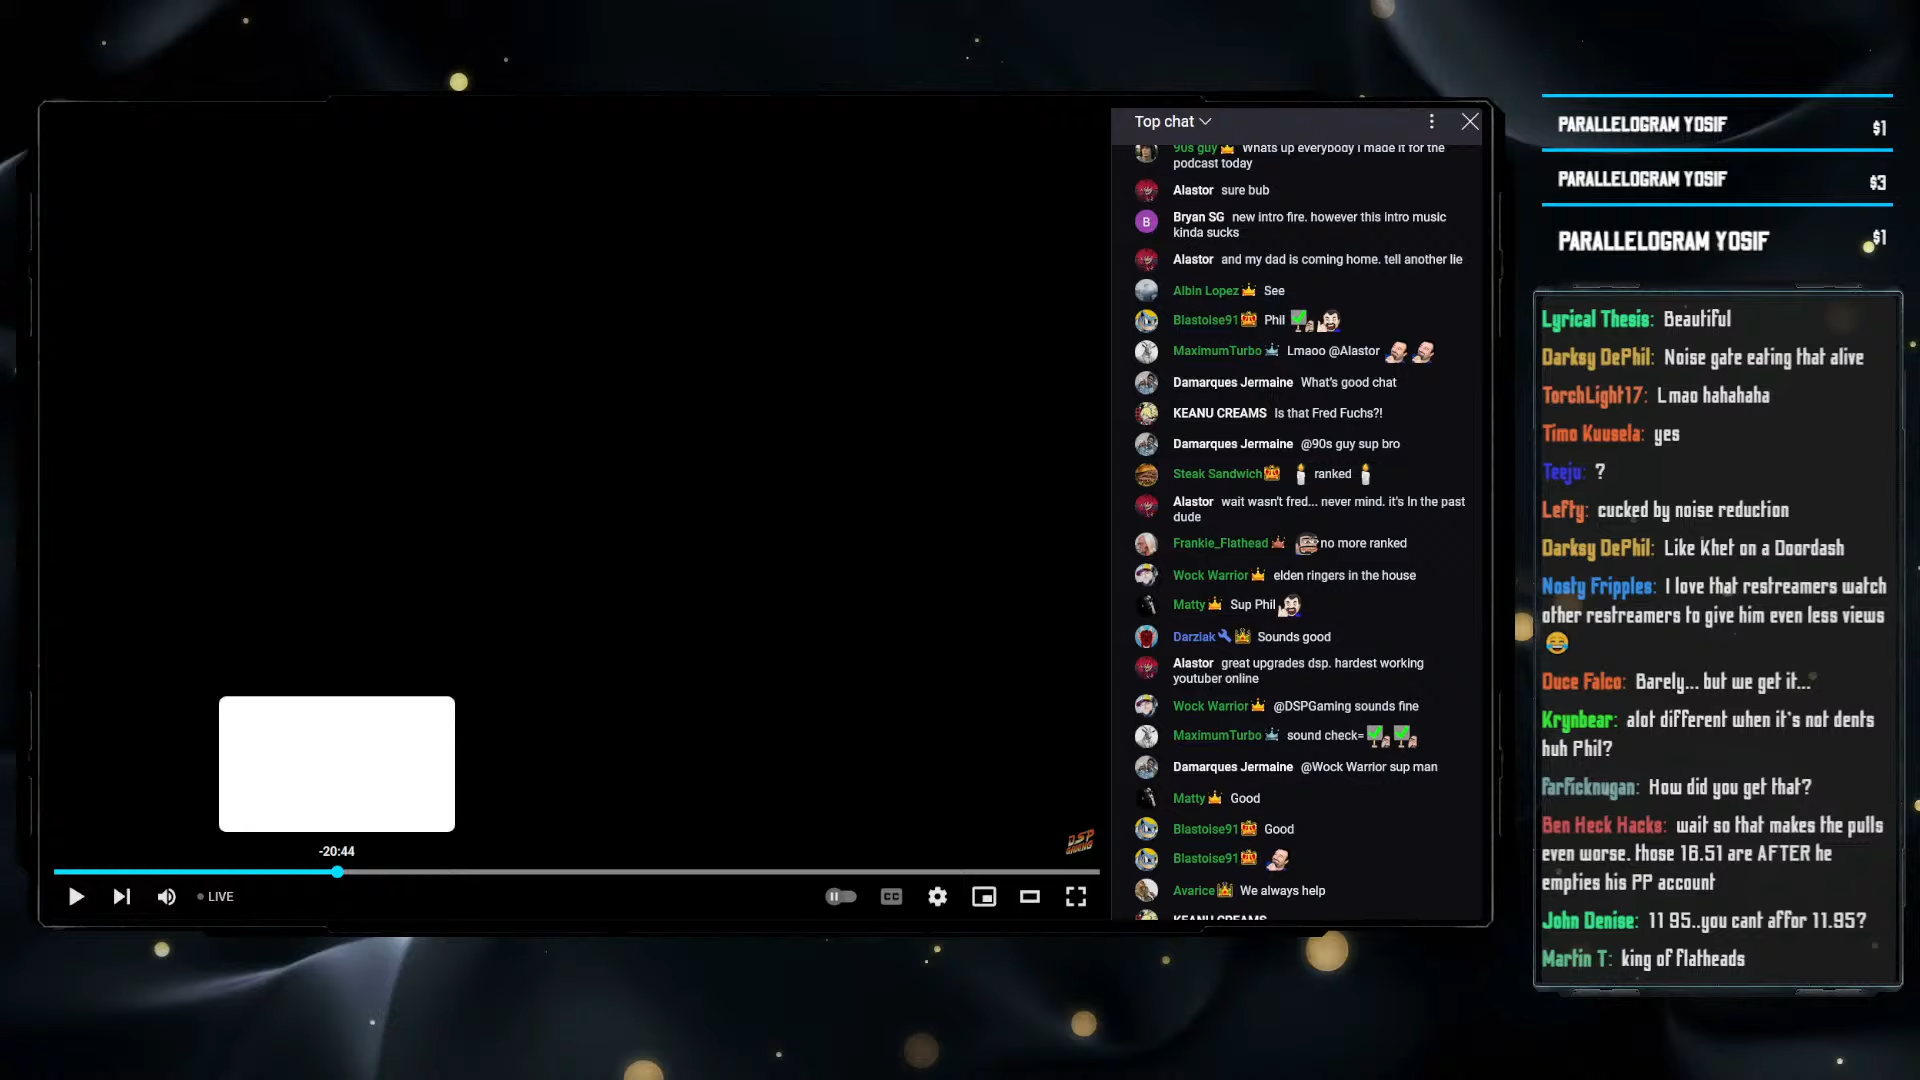 Top chat
90s guy Whats up everybody I made it for the
podcast today
Alastor sure bub
B
Bryan SG new intro fire. however this intro music
kinda sucks
Alastor and my dad is coming home. tell another lie
Albin Lopez See
Blastoise91 Phil
MaximumTurbo Lmaoo @Alastor
Damarques Jermaine What's good chat
KEANU CREAMS Is that Fred Fuchs?!
Damarques Jermaine @90s guy sup bro
Steak Sandwich ranked
Alastor wait wasn't fred... never mind. it's In the past
dude
Frankie_Flathead no more ranked
Wock Warrior elden ringers in the house
Matty Sup Phil
Darziak Sounds good
Alastor great upgrades dsp. hardest working
youtuber online
Wock Warrior @DSPGaming sounds fine
MaximumTurbo sound check=
Damarques Jermaine @Wock Warrior sup man
Matty Good
Blastoise91 Good
Blastoise91
Avarice We always help
KEANU CREAMS
DSP
GAMING
-20:44
LIVE
CC
PARALLELOGRAM YOSIF $1
PARALLELOGRAM YOSIF $3
PARALLELOGRAM YOSIF $1
Lyrical Thesis: Beautiful
Darksy DePhil: Noise gate eating that alive
TorchLight17: Lmao hahahaha
Timo Kuusela: yes
Teeju: ?
Lefty: cucked by noise reduction
Darksy DePhil: Like Khet on a Doordash
Nosty Fripples: I love that restreamers watch
other restreamers to give him even less views
😂
Duce Falco: Barely... but we get it...
Krynbear: alot different when it's not dents
huh Phil?
farficknugan: How did you get that?
Ben Heck Hacks: wait so that makes the pulls
even worse. those 16.51 are AFTER he
empties his PP account
John Denise: 11 95..you cant affor 11.95?
Martin T: king of flatheads